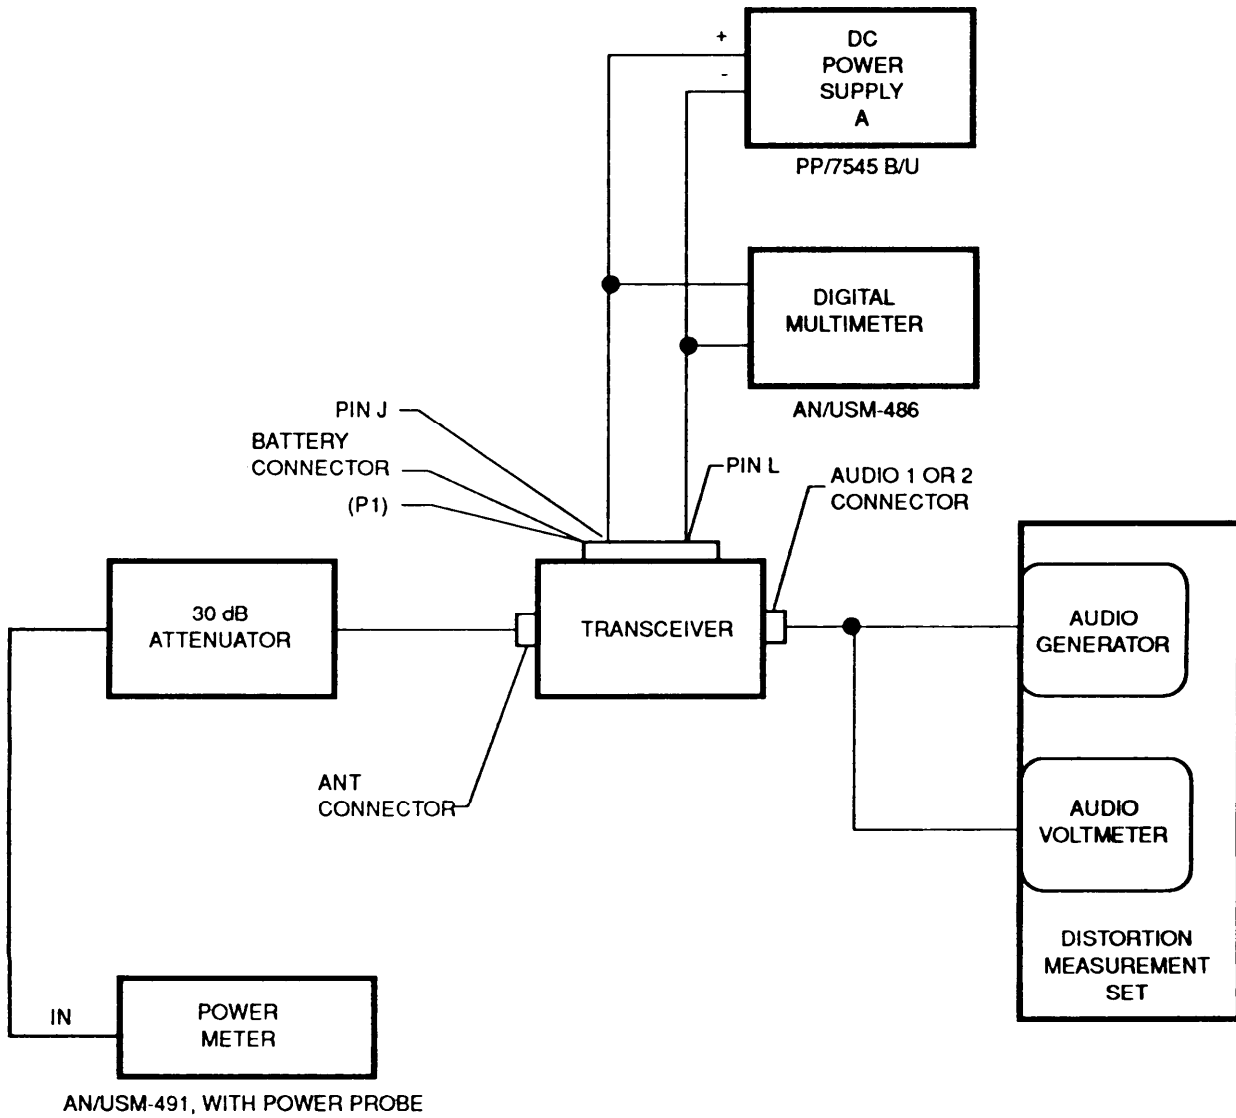 +
-
DC
POWER
SUPPLY
A
PP/7545 B/U
DIGITAL
MULTIMETER
AN/USM-486
PIN J
BATTERY
CONNECTOR
(P1)
PIN L
AUDIO 1 OR 2
CONNECTOR
30 dB
ATTENUATOR
TRANSCEIVER
AUDIO
GENERATOR
ANT
CONNECTOR
AUDIO
VOLTMETER
DISTORTION
MEASUREMENT
SET
IN
POWER
METER
AN/USM-491, WITH POWER PROBE